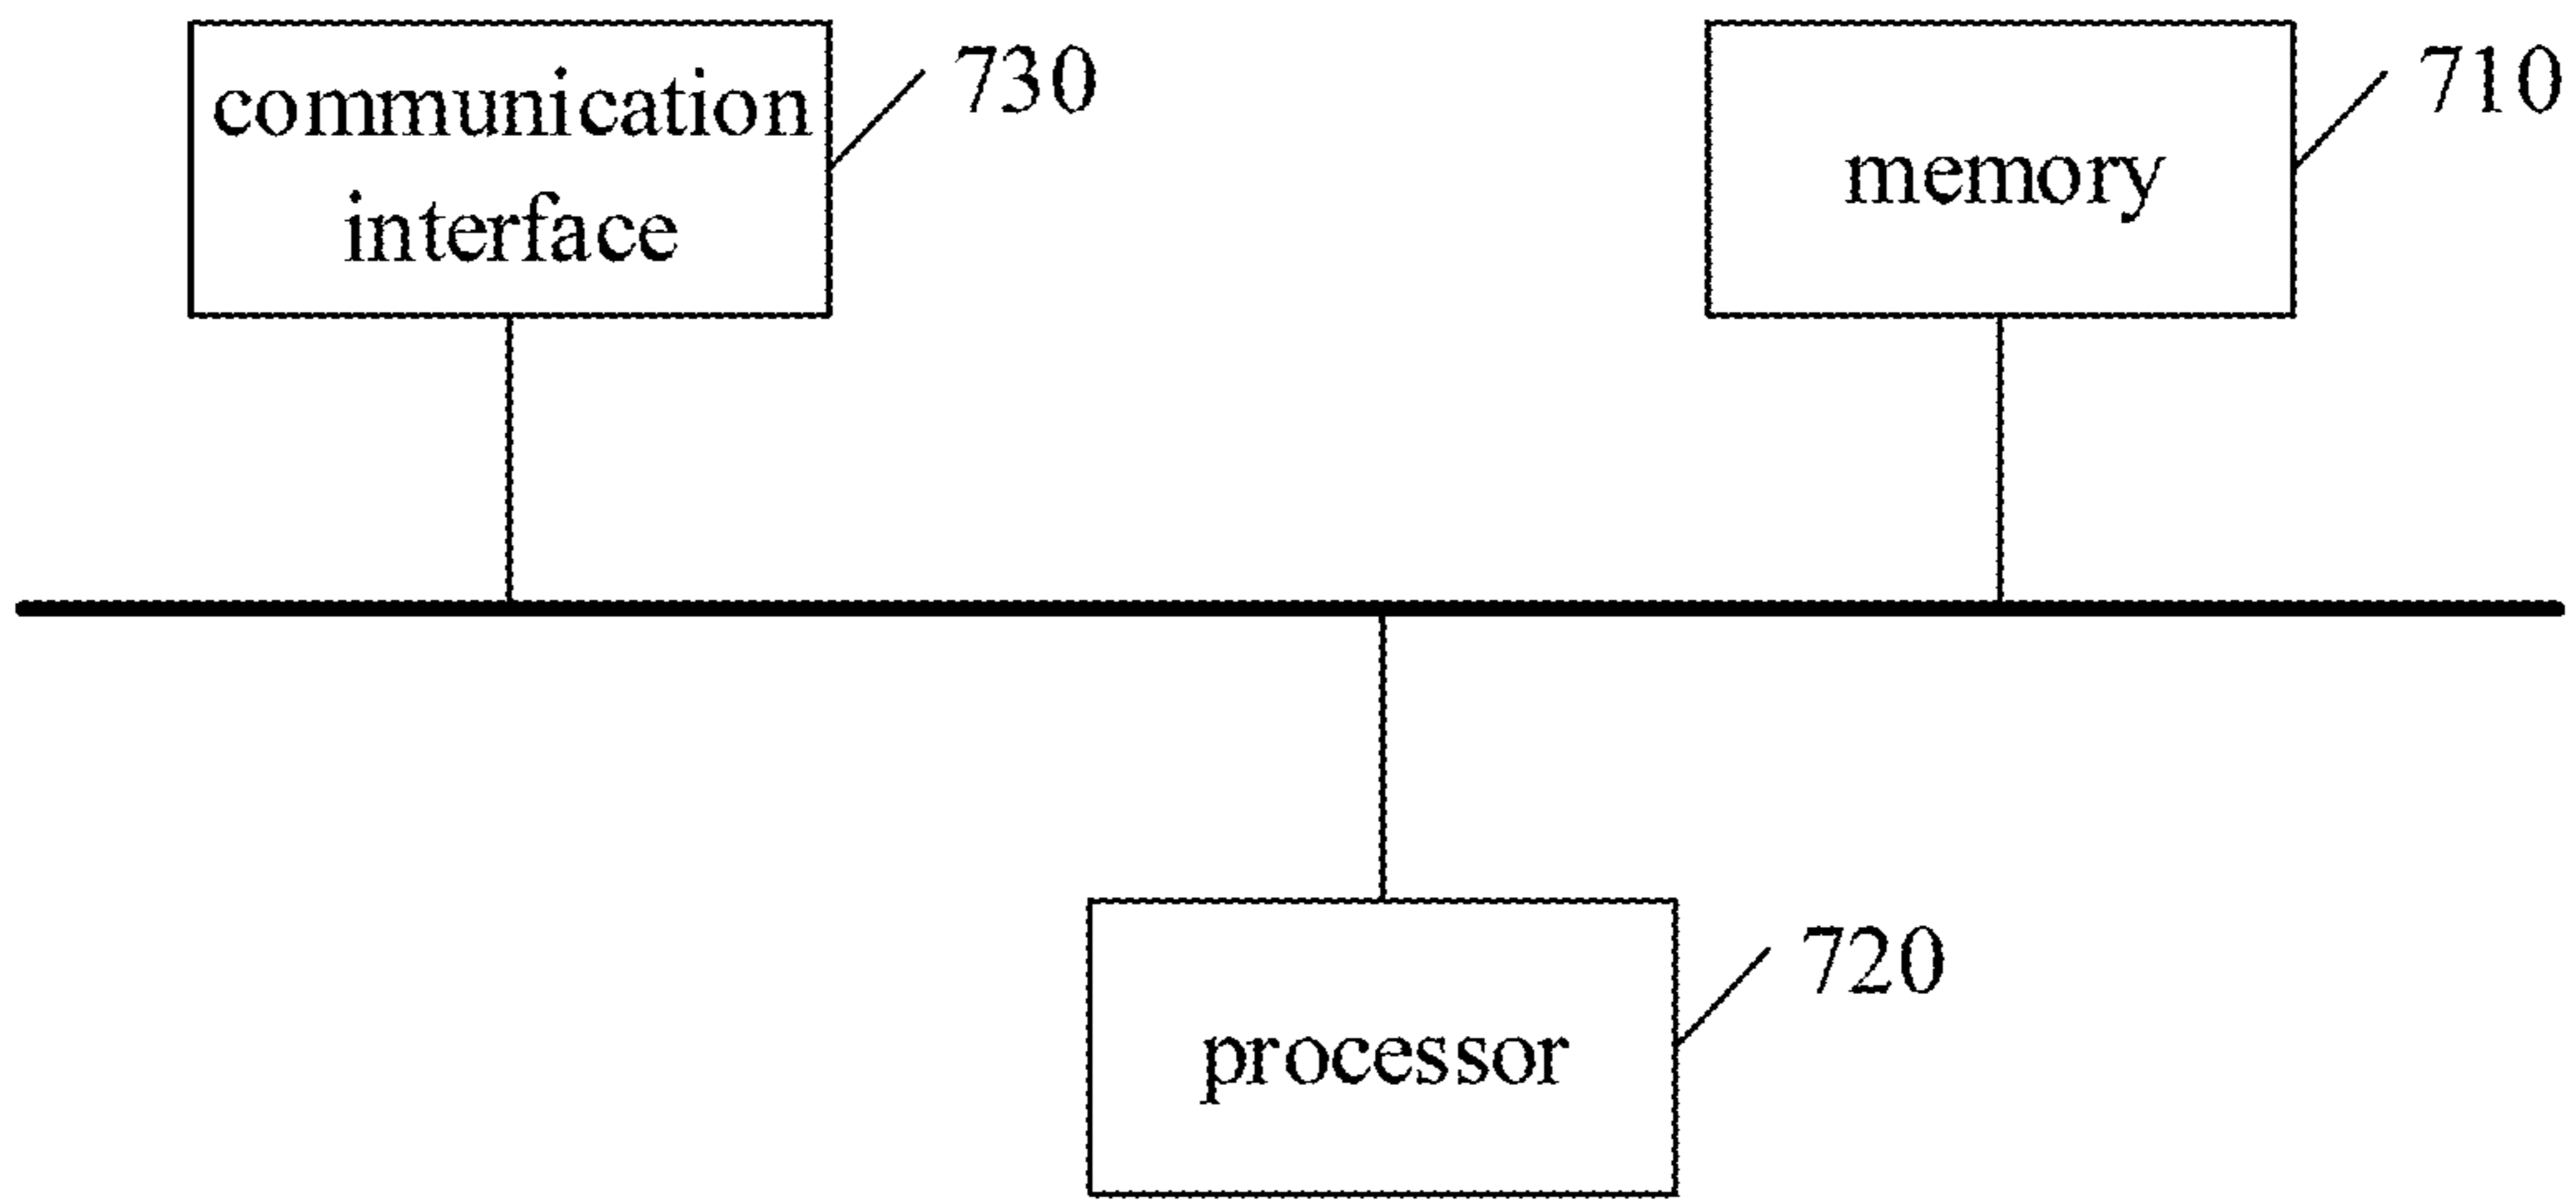 communication
interface
730
memory
710
processor
720